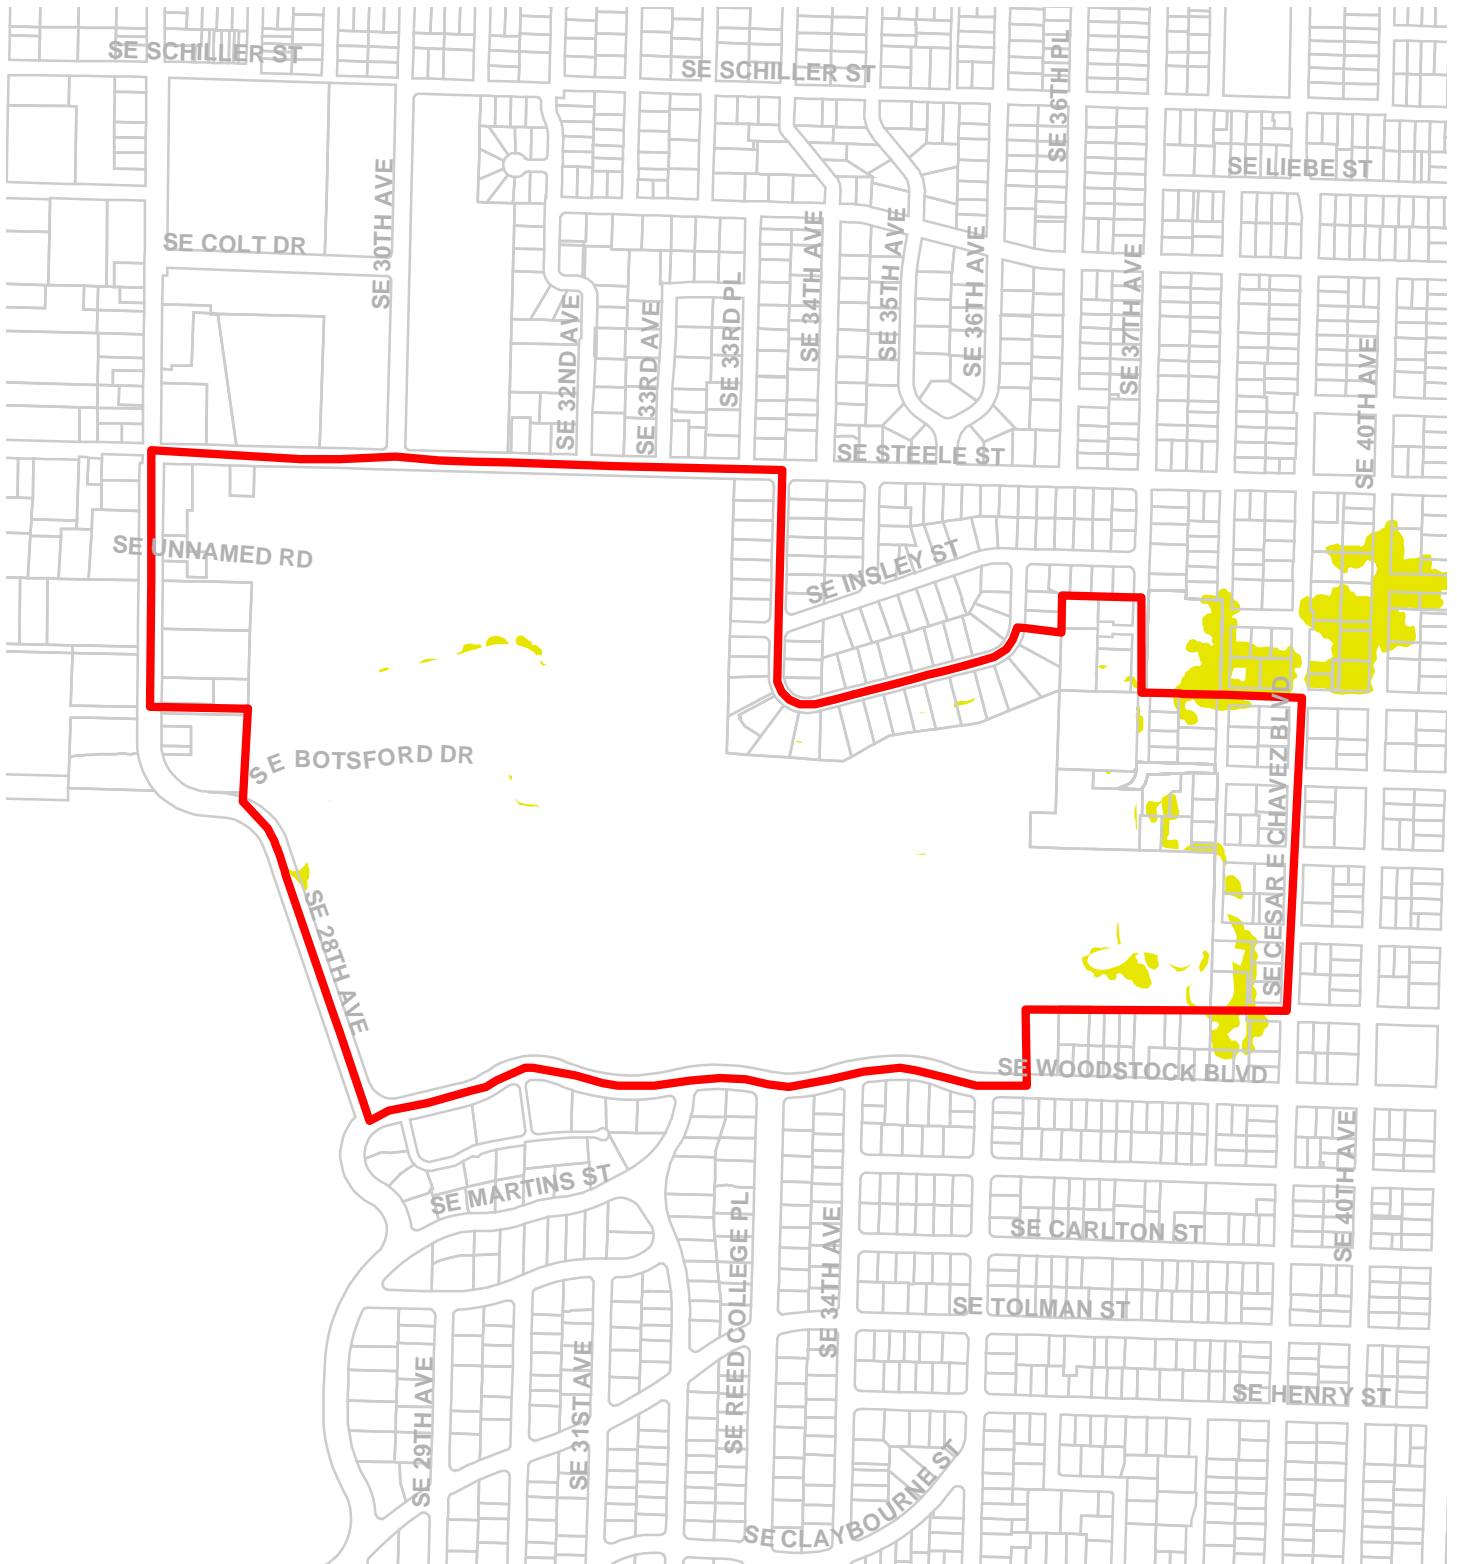 SE SCHILLER ST
SE SCHILLER ST
SE 36TH PL
SE LIEBE ST
SE 30TH AVE
SE COLT DR
SE 34TH AVE
SE 35TH AVE
SE 36TH AVE
SE 37TH AVE
SE 32ND AVE
SE 33RD AVE
SE 33RD PL
SE 40TH AVE
SE STEELE ST
SE UNNAMED RD
SE INSLEY ST
SE BOTSFORD DR
SE CESAR E CHAVEZ BLVD
SE 28TH AVE
SE WOODSTOCK BLVD
SE 40TH AVE
SE MARTINS ST
SE REED COLLEGE PL
SE 34TH AVE
SE CARLTON ST
SE TOLMAN ST
SE 29TH AVE
SE 31ST AVE
SE HENRY ST
SE CLAYBOURNE ST